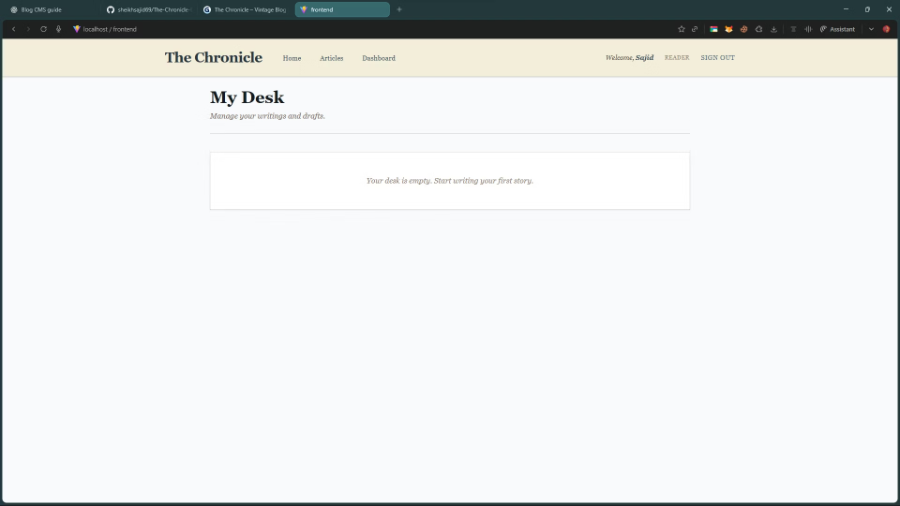 Blog CMS guide
sheikhsajid69/The-Chronicle
The Chronicle – Vintage Blog
frontend
localhost / frontend
Assistant
The Chronicle
Home
Articles
Dashboard
Welcome, Sajid
READER
SIGN OUT
My Desk
Manage your writings and drafts.
Your desk is empty. Start writing your first story.